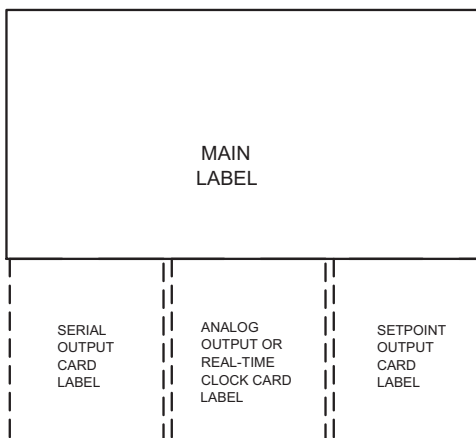 MAIN
LABEL
SERIAL
OUTPUT
CARD
LABEL
ANALOG
OUTPUT OR
REAL-TIME
CLOCK CARD
LABEL
SETPOINT
OUTPUT
CARD
LABEL